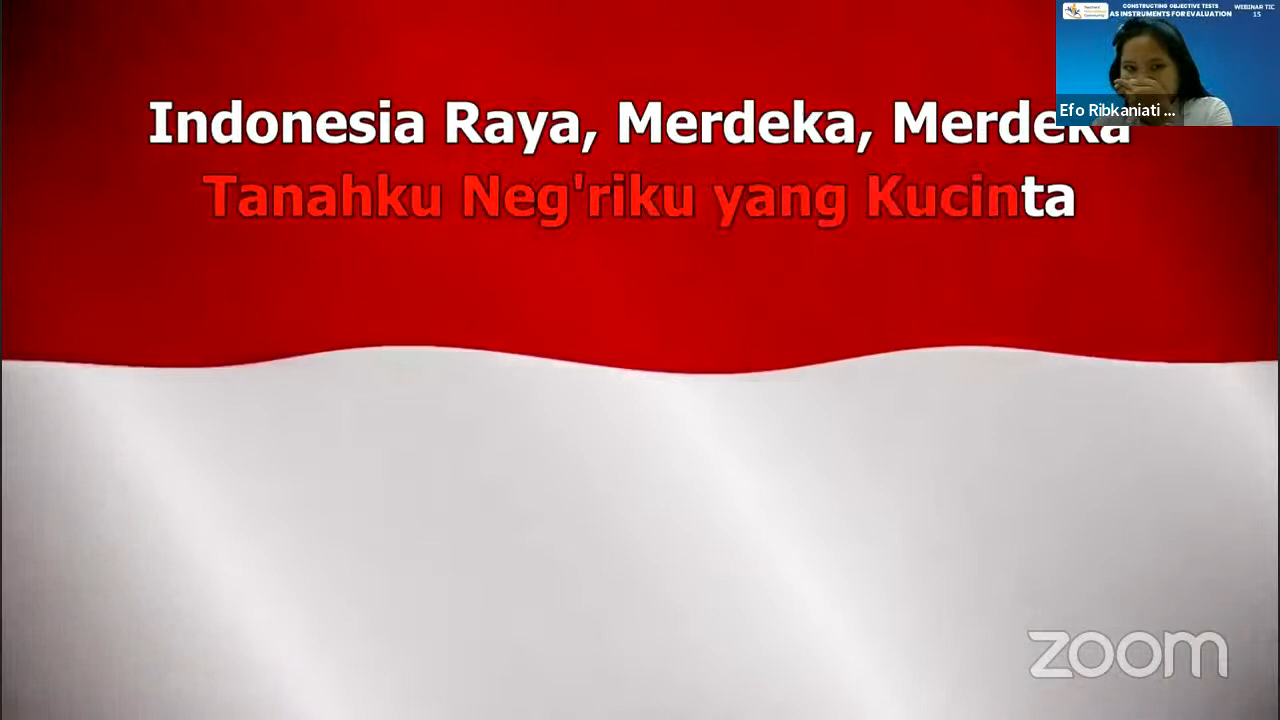 CONSTRUCTING OBJECTIVE TESTS
AS INSTRUMENTS FOR EVALUATION
WEBINAR TIC
15
Efo Ribkaniati ...
Indonesia Raya, Merdeka, Merdeka
Tanahku Neg'riku yang Kucinta
zoom